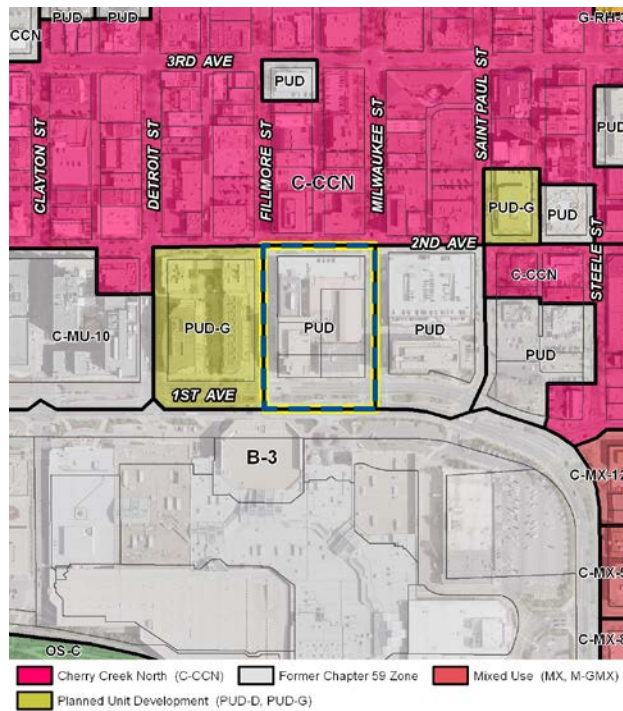 PUD
PUD
G-RH-3
CCN
3RD AVE
PUD
PUD
CLAYTON ST
DETROIT ST
FILLMORE ST
MILWAUKEE ST
SAINT PAUL ST
C-CCN
PUD-G
PUD
2ND AVE
STEELE ST
C-CCN
C-MU-10
PUD-G
PUD
PUD
PUD
1ST AVE
B-3
C-MX-12
C-MX-5
C-MX-8
OS-C
Cherry Creek North (C-CCN)
Former Chapter 59 Zone
Mixed Use (MX, M-GMX)
Planned Unit Development (PUD-D, PUD-G)